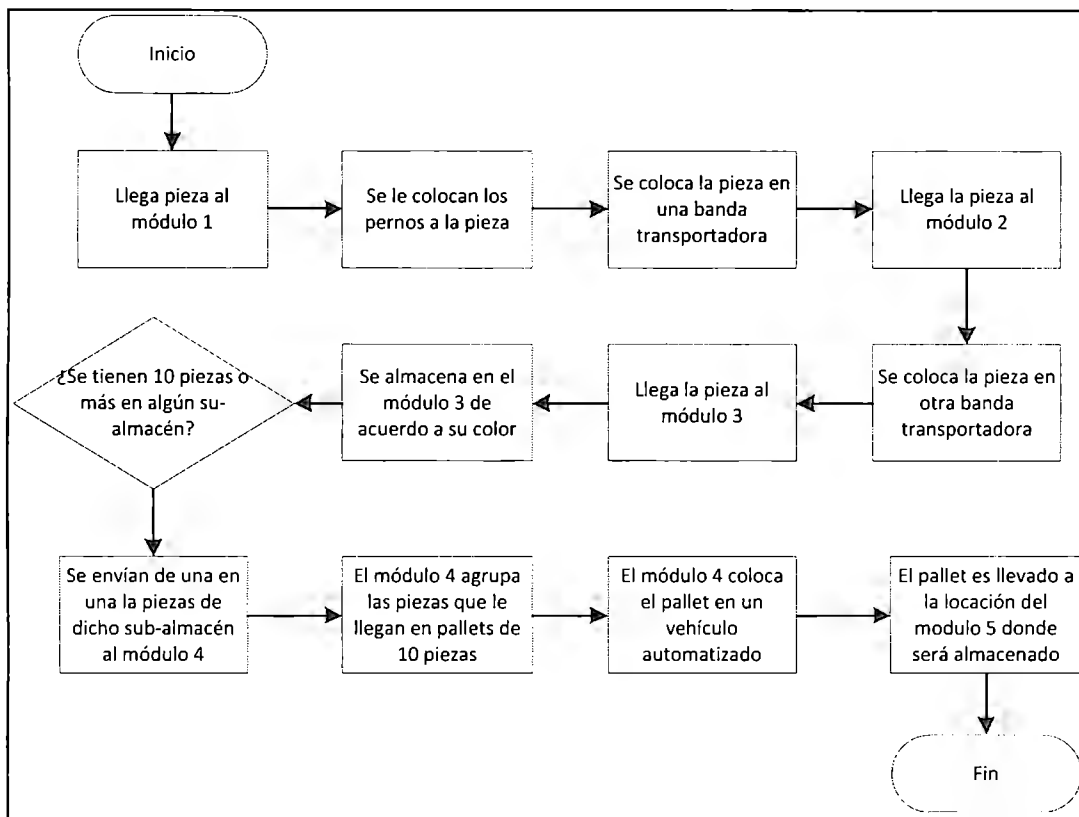 Inicio
Llega pieza al
módulo 1
Se le colocan los
pernos a la pieza
Se coloca la pieza en
una banda
transportadora
Llega la pieza al
módulo 2
Se coloca la pieza en
otra banda
transportadora
Llega la pieza al
módulo 3
Se almacena en el
módulo 3 de
acuerdo a su color
¿Se tienen 10 piezas o
más en algún su-
almacén?
Se envían de una en
una la piezas de
dicho sub-almacén
al módulo 4
El módulo 4 agrupa
las piezas que le
llegan en pallets de
10 piezas
El módulo 4 coloca
el pallet en un
vehículo
automatizado
El pallet es llevado a
la locación del
modulo 5 donde
será almacenado
Fin